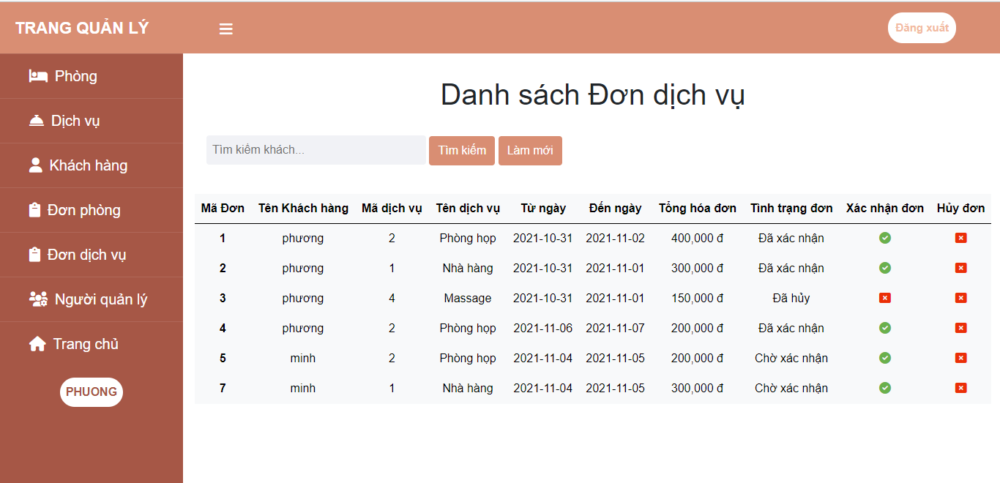 TRANG QUẢN LÝ
Đăng xuất
Phòng
Dịch vụ
Khách hàng
Đơn phòng
Đơn dịch vụ
Người quản lý
Trang chủ
PHUONG
Danh sách Đơn dịch vụ
Tìm kiếm khách... Tìm kiếm Làm mới
Mã Đơn Tên Khách hàng Mã dịch vụ Tên dịch vụ Từ ngày Đến ngày Tổng hóa đơn Tình trạng đơn Xác nhận đơn Hủy đơn
1 phương 2 Phòng họp 2021-10-31 2021-11-02 400,000 đ Đã xác nhận
2 phương 1 Nhà hàng 2021-10-31 2021-11-01 300,000 đ Đã xác nhận
3 phương 4 Massage 2021-10-31 2021-11-01 150,000 đ Đã hủy
4 phương 2 Phòng họp 2021-11-06 2021-11-07 200,000 đ Đã xác nhận
5 minh 2 Phòng họp 2021-11-04 2021-11-05 200,000 đ Chờ xác nhận
7 minh 1 Nhà hàng 2021-11-04 2021-11-05 300,000 đ Chờ xác nhận